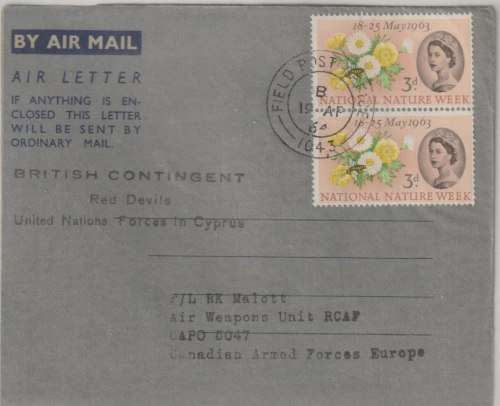 18-25 May 1963
3d
NATIONAL NATURE WEEK
18-25 May 1963
3d
NATIONAL NATURE WEEK
FIELD POST
B
19 AP
64
1043
BY AIR MAIL
AIR LETTER
IF ANYTHING IS EN-
CLOSED THIS LETTER
WILL BE SENT BY
ORDINARY MAIL.
BRITISH CONTINGENT
Red Devils
United Nations Forces in Cyprus
F/L RK Malott
Air Weapons Unit RCAF
CAPO 5047
Canadian Armed Forces Europe